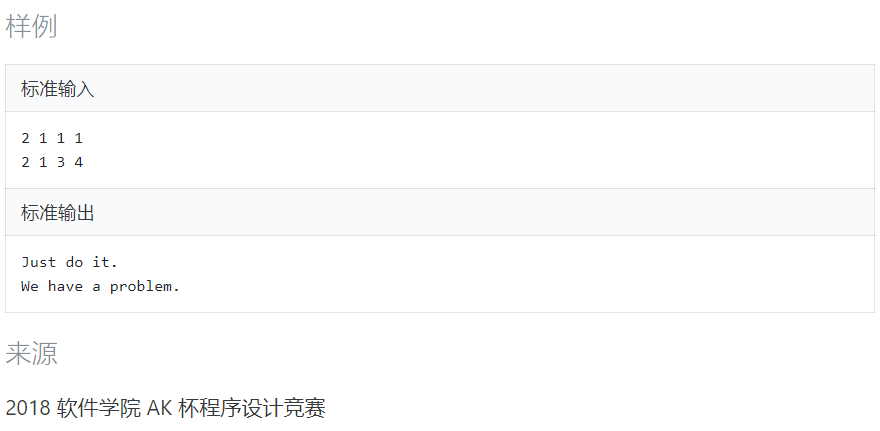 样例
标准输入
2 1 1 1
2 1 3 4
标准输出
Just do it.
We have a problem.
来源
2018 软件学院 AK 杯程序设计竞赛